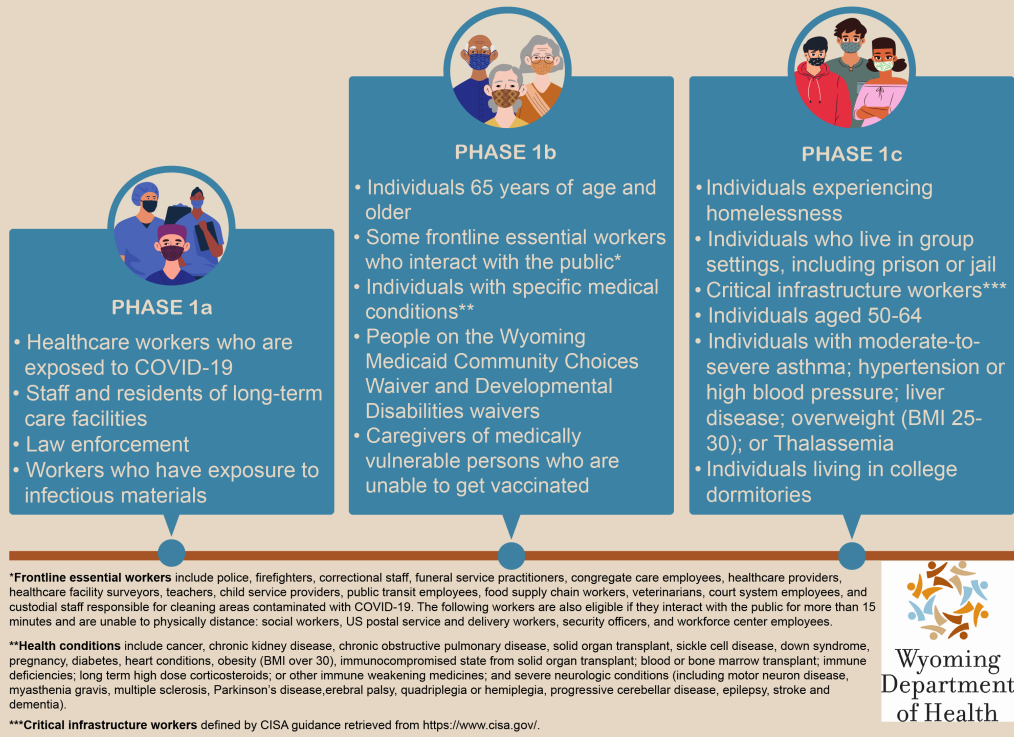 PHASE 1a
• Healthcare workers who are
exposed to COVID-19
• Staff and residents of long-term
care facilities
• Law enforcement
• Workers who have exposure to
infectious materials
PHASE 1b
• Individuals 65 years of age and
older
• Some frontline essential workers
who interact with the public*
• Individuals with specific medical
conditions**
• People on the Wyoming
Medicaid Community Choices
Waiver and Developmental
Disabilities waivers
• Caregivers of medically
vulnerable persons who are
unable to get vaccinated
PHASE 1c
• Individuals experiencing
homelessness
• Individuals who live in group
settings, including prison or jail
• Critical infrastructure workers***
• Individuals aged 50-64
• Individuals with moderate-to-
severe asthma; hypertension or
high blood pressure; liver
disease; overweight (BMI 25-
30); or Thalassemia
• Individuals living in college
dormitories
*Frontline essential workers include police, firefighters, correctional staff, funeral service practitioners, congregate care employees, healthcare providers,
healthcare facility surveyors, teachers, child service providers, public transit employees, food supply chain workers, veterinarians, court system employees, and
custodial staff responsible for cleaning areas contaminated with COVID-19. The following workers are also eligible if they interact with the public for more than 15
minutes and are unable to physically distance: social workers, US postal service and delivery workers, security officers, and workforce center employees.
**Health conditions include cancer, chronic kidney disease, chronic obstructive pulmonary disease, solid organ transplant, sickle cell disease, down syndrome,
pregnancy, diabetes, heart conditions, obesity (BMI over 30), immunocompromised state from solid organ transplant; blood or bone marrow transplant; immune
deficiencies; long term high dose corticosteroids; or other immune weakening medicines; and severe neurologic conditions (including motor neuron disease,
myasthenia gravis, multiple sclerosis, Parkinson's disease,erebral palsy, quadriplegia or hemiplegia, progressive cerebellar disease, epilepsy, stroke and
dementia).
***Critical infrastructure workers defined by CISA guidance retrieved from https://www.cisa.gov/.
Wyoming
Department
of Health